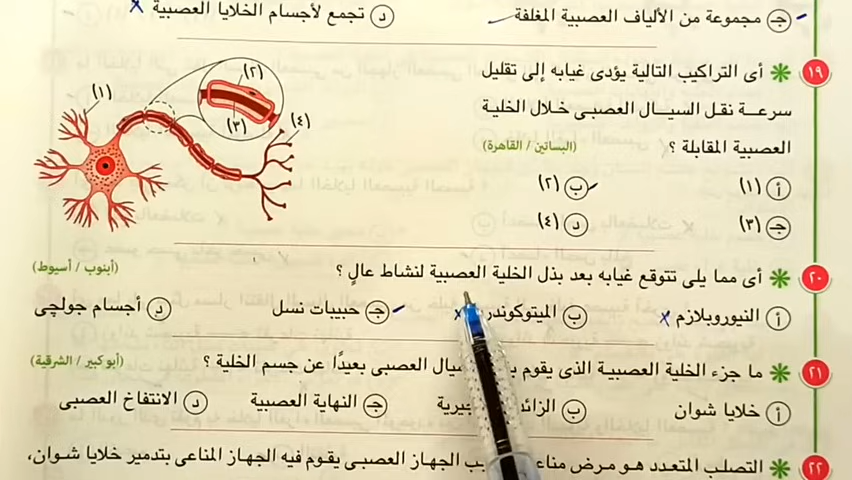 جـ مجموعة من الألياف العصبية المغلفة
د تجمع لأجسام الخلايا العصبية
١٩ أى التراكيب التالية يؤدى غيابه إلى تقليل
سرعة نقل السيال العصبى خلال الخلية
العصبية المقابلة ؟ (البساتين / القاهرة)
أ (١) ب (٢)
جـ (٣) د (٤)
(١)
(٢)
(٣)
(٤)
٢٠ أى مما يلى تتوقع غيابه بعد بذل الخلية العصبية لنشاط عالٍ ؟ (أبنوب / أسيوط)
أ النيوروبلازم ب الميتوكوندر جـ حبيبات نسل د أجسام جولچى
٢١ ما جزء الخلية العصبية الذى يقوم السيال العصبى بعيدًا عن جسم الخلية ؟ (أبو كبير / الشرقية)
أ خلايا شوان ب جـ النهاية العصبية د الانتفاخ العصبى
٢٢ التصلب المتعدد هو مرض الجهاز العصبى يقوم فيه الجهاز المناعى بتدمير خلايا شوان،